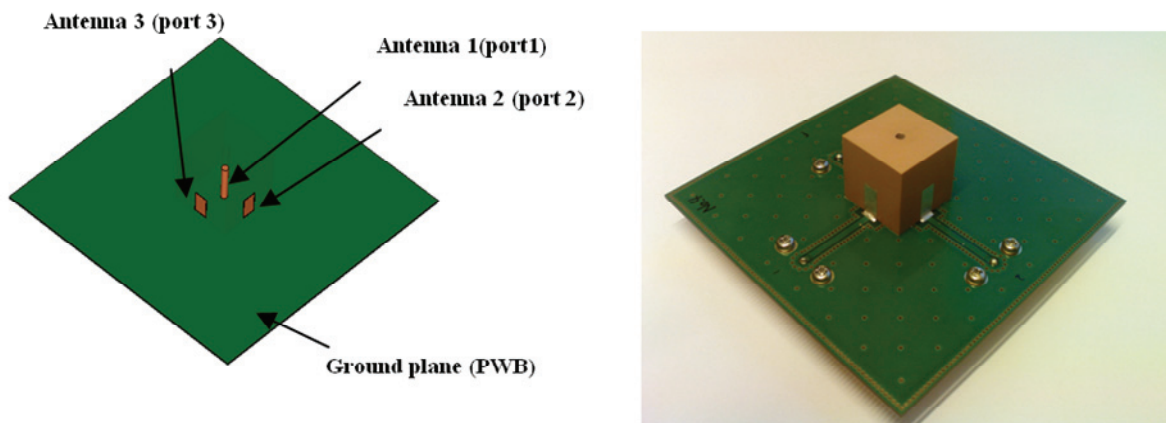 Antenna 3 (port 3)
Antenna 1(port1)
Antenna 2 (port 2)
Ground plane (PWB)